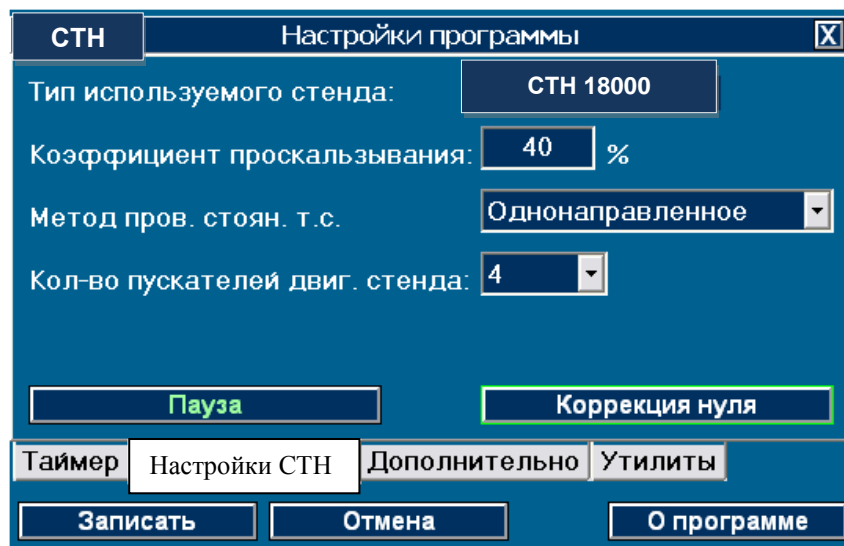 СТН Настройки программы X
Тип используемого стенда: СТН 18000
Коэффициент проскальзывания: 40 %
Метод пров. стоян. т.с. Однонаправленное
Кол-во пускателей двиг. стенда: 4
Пауза Коррекция нуля
Таймер Настройки СТН Дополнительно Утилиты
Записать Отмена О программе